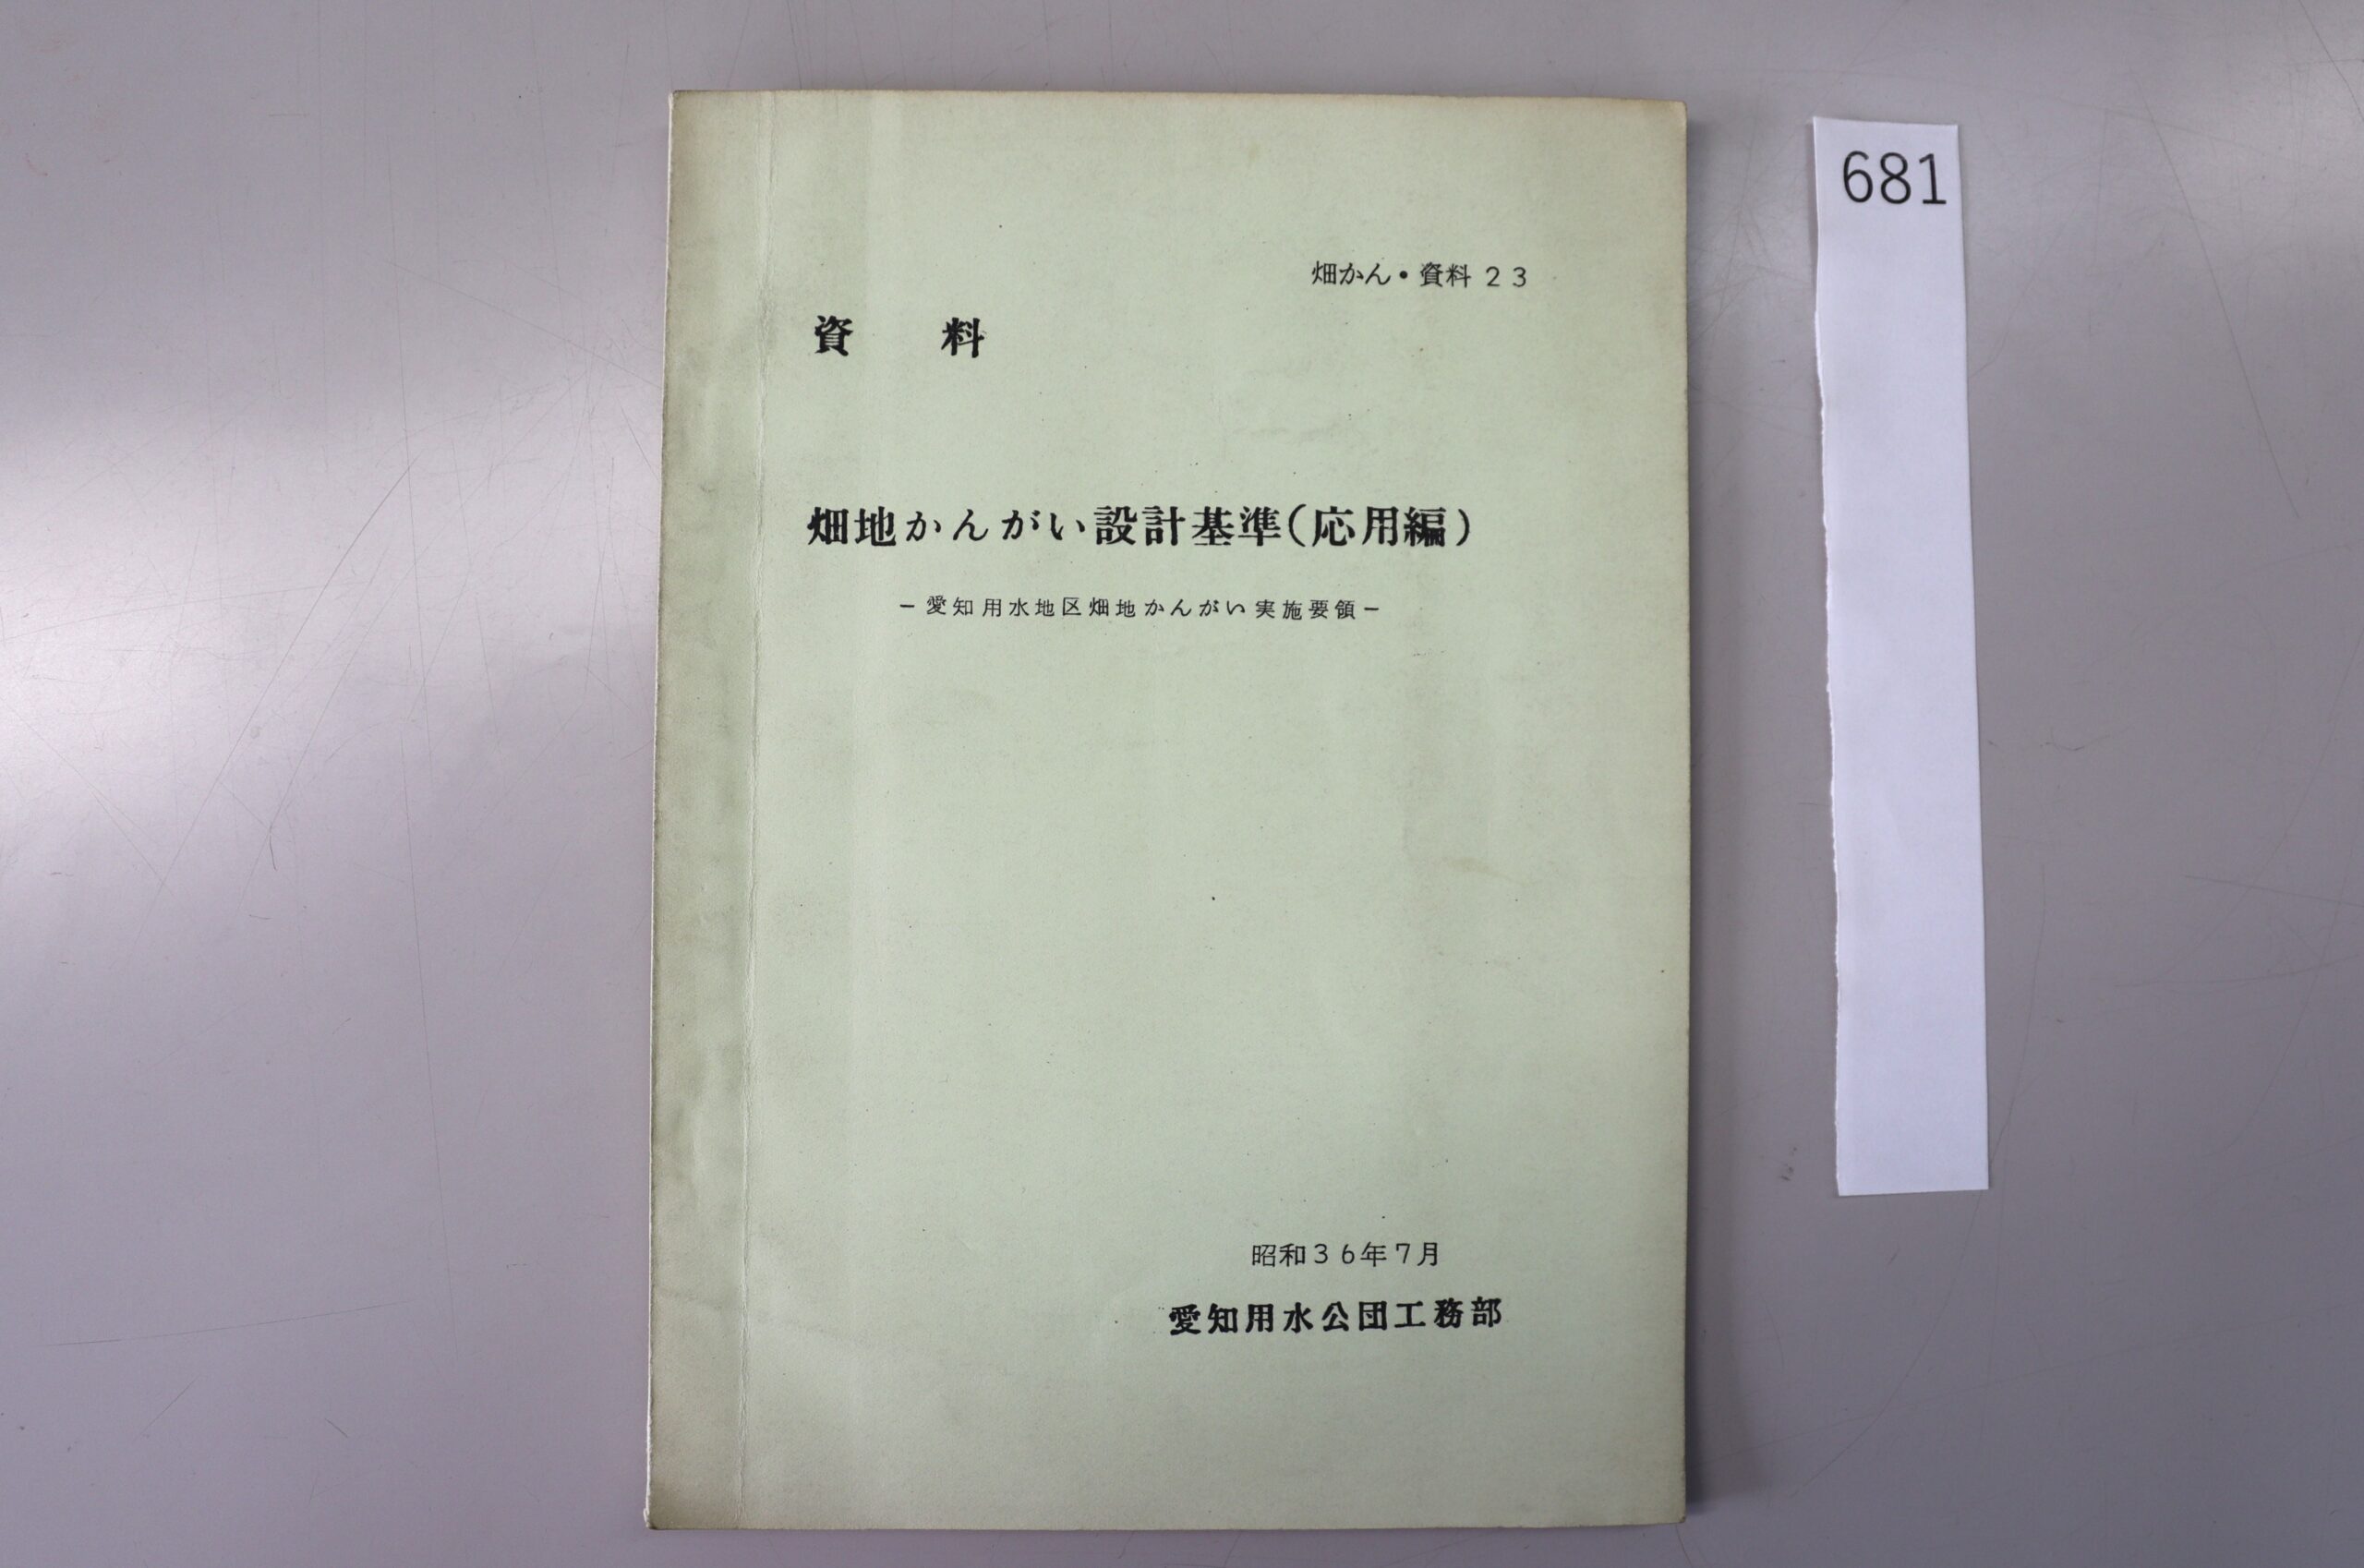 畑かん・資料 23
資 料
畑地かんがい設計基準(応用編)
-愛知用水地区畑地かんがい実施要領-
昭和36年7月
愛知用水公団工務部
681